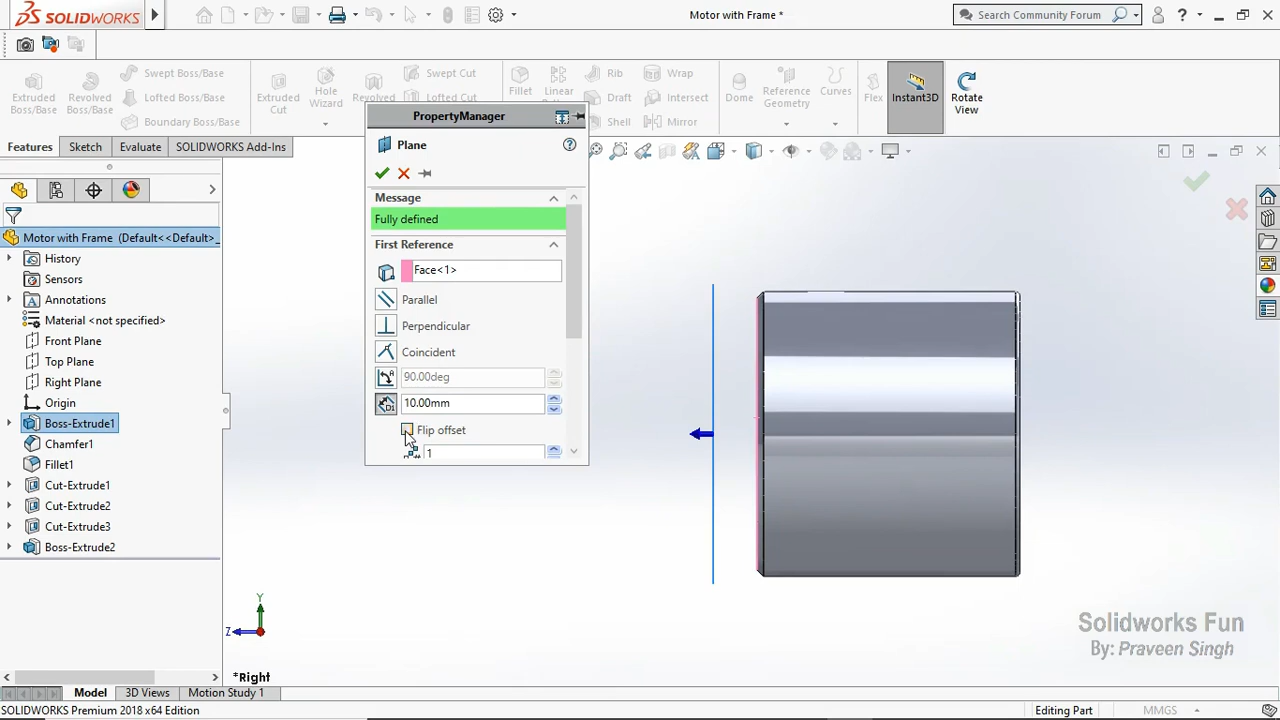 SOLIDWORKS
Motor with Frame *
Search Community Forum
?
Extruded Boss/Base
Revolved Boss/Base
Swept Boss/Base
Lofted Boss/Base
Boundary Boss/Base
Extruded Cut
Hole Wizard
Revolved
Swept Cut
Lofted Cut
Fillet
Linear
Rib
Draft
Shell
Wrap
Intersect
Mirror
Dome
Reference Geometry
Curves
Flex
Instant3D
Rotate View
Features
Sketch
Evaluate
SOLIDWORKS Add-Ins
PropertyManager
Plane
Message
Fully defined
First Reference
Face<1>
Parallel
Perpendicular
Coincident
90.00deg
10.00mm
Flip offset
1
Motor with Frame (Default<<Default>_
History
Sensors
Annotations
Material <not specified>
Front Plane
Top Plane
Right Plane
Origin
Boss-Extrude1
Chamfer1
Fillet1
Cut-Extrude1
Cut-Extrude2
Cut-Extrude3
Boss-Extrude2
Y
Z
*Right
Solidworks Fun
By: Praveen Singh
Model
3D Views
Motion Study 1
SOLIDWORKS Premium 2018 x64 Edition
Editing Part
MMGS